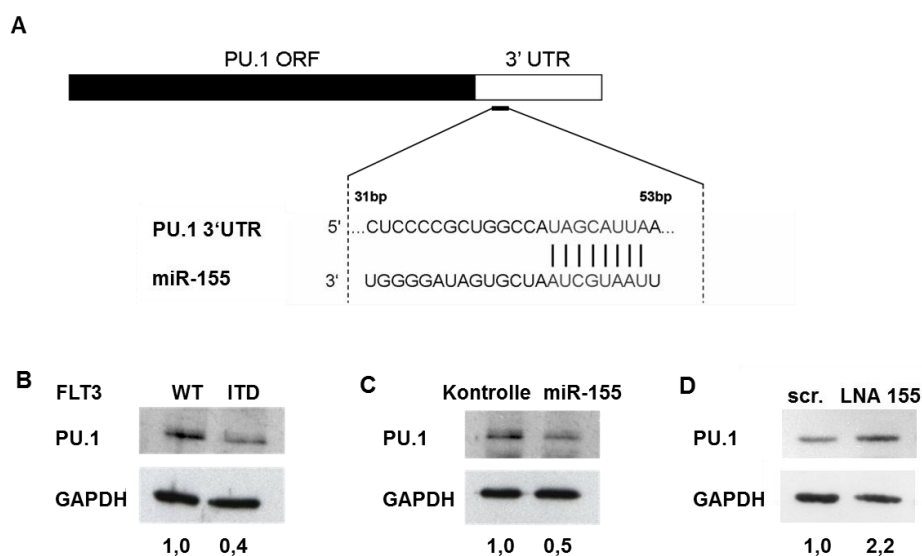 A
PU.1 ORF 3’ UTR
31bp 53bp
PU.1 3‘UTR 5' ...CUCCCCGCUGGCCAUAGCAUUAA...
miR-155 3‘ UGGGGAUAGUGCUAAUCGUAAUU
B FLT3 WT ITD
PU.1
GAPDH
1,0 0,4
C Kontrolle miR-155
PU.1
GAPDH
1,0 0,5
D scr. LNA 155
PU.1
GAPDH
1,0 2,2